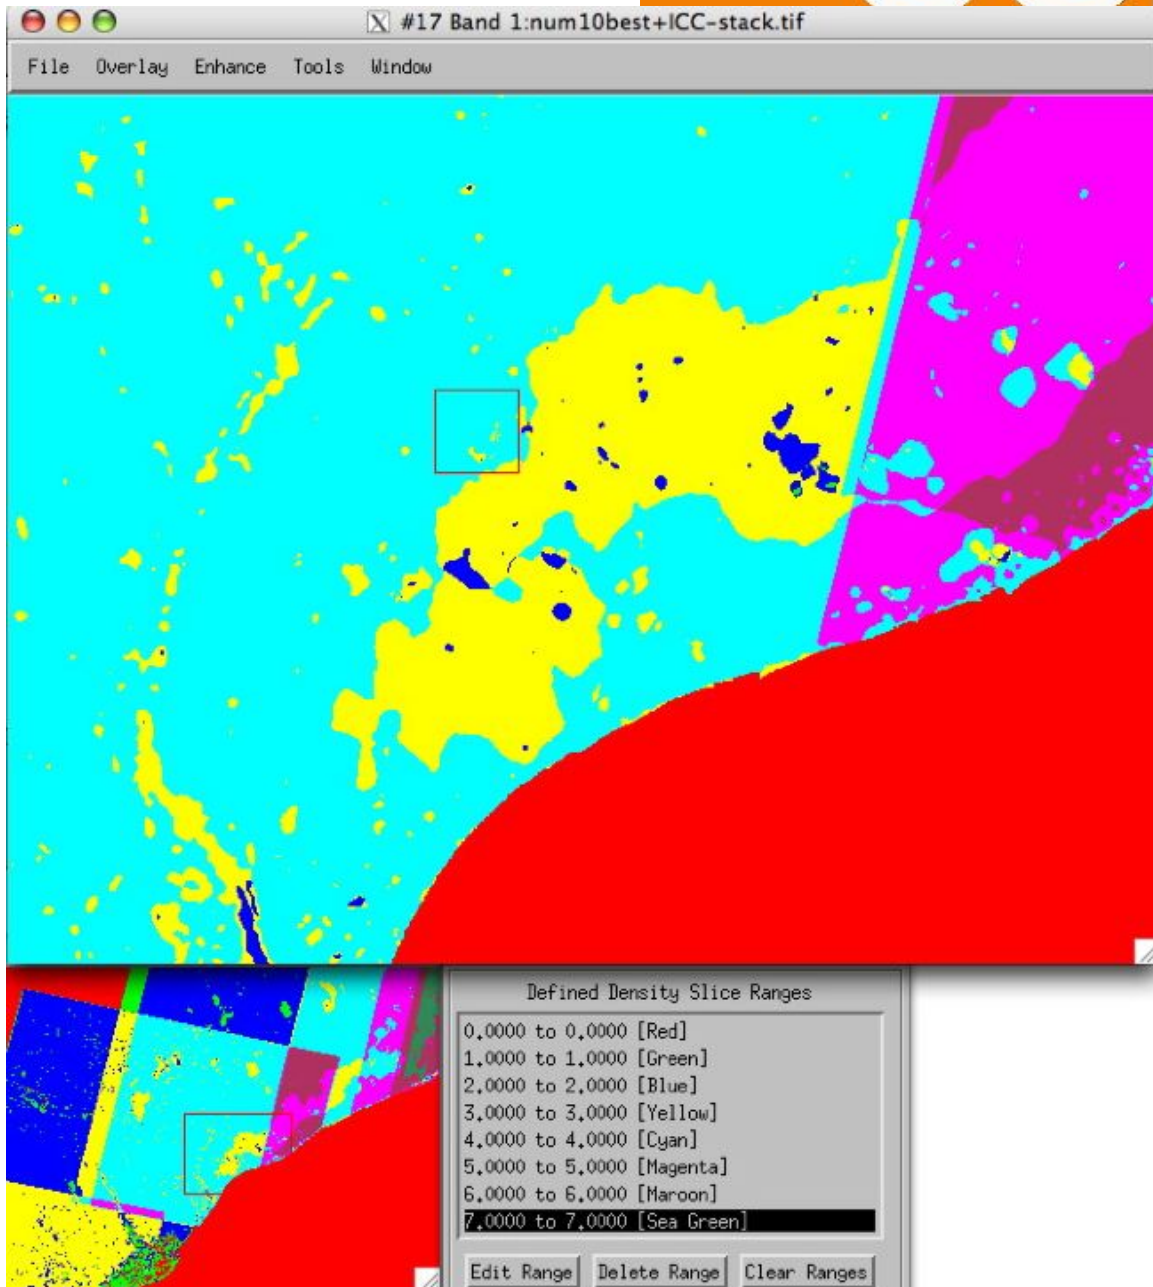 #17 Band 1:num10best+ICC-stack.tif
File Overlay Enhance Tools Window
Defined Density Slice Ranges
0.0000 to 0.0000 [Red]
1.0000 to 1.0000 [Green]
2.0000 to 2.0000 [Blue]
3.0000 to 3.0000 [Yellow]
4.0000 to 4.0000 [Cyan]
5.0000 to 5.0000 [Magenta]
6.0000 to 6.0000 [Maroon]
7.0000 to 7.0000 [Sea Green]
Edit Range Delete Range Clear Ranges